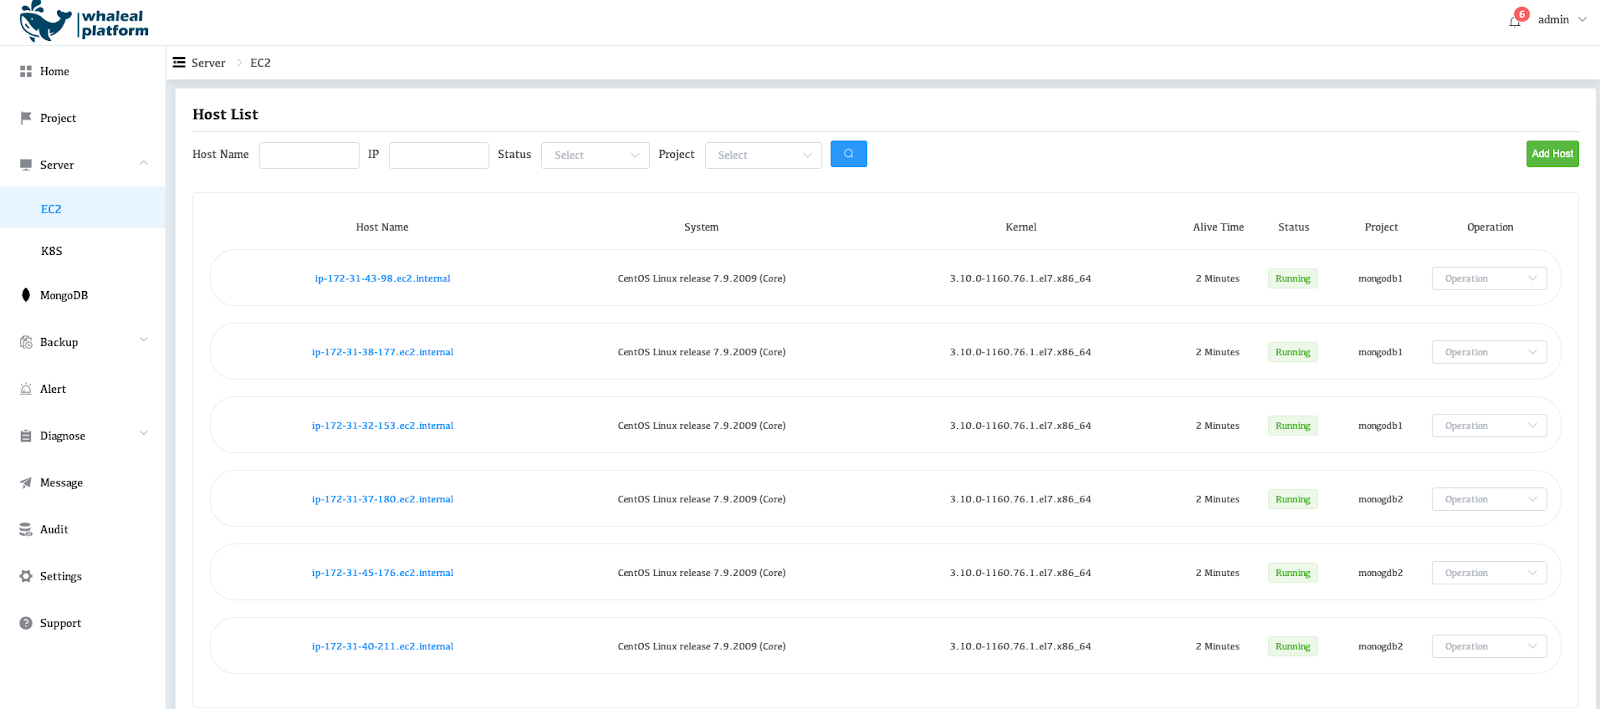 whaleal
platform
6
admin
Home
Project
Server
EC2
K8S
MongoDB
Backup
Alert
Diagnose
Message
Audit
Settings
Support
Server EC2
Host List
Host Name IP Status Select Project Select Add Host
Host Name System Kernel Alive Time Status Project Operation
ip-172-31-43-98.ec2.internal CentOS Linux release 7.9.2009 (Core) 3.10.0-1160.76.1.el7.x86_64 2 Minutes Running mongodb1 Operation
ip-172-31-38-177.ec2.internal CentOS Linux release 7.9.2009 (Core) 3.10.0-1160.76.1.el7.x86_64 2 Minutes Running mongodb1 Operation
ip-172-31-32-153.ec2.internal CentOS Linux release 7.9.2009 (Core) 3.10.0-1160.76.1.el7.x86_64 2 Minutes Running mongodb1 Operation
ip-172-31-37-180.ec2.internal CentOS Linux release 7.9.2009 (Core) 3.10.0-1160.76.1.el7.x86_64 2 Minutes Running monogdb2 Operation
ip-172-31-45-176.ec2.internal CentOS Linux release 7.9.2009 (Core) 3.10.0-1160.76.1.el7.x86_64 2 Minutes Running monogdb2 Operation
ip-172-31-40-211.ec2.internal CentOS Linux release 7.9.2009 (Core) 3.10.0-1160.76.1.el7.x86_64 2 Minutes Running monogdb2 Operation